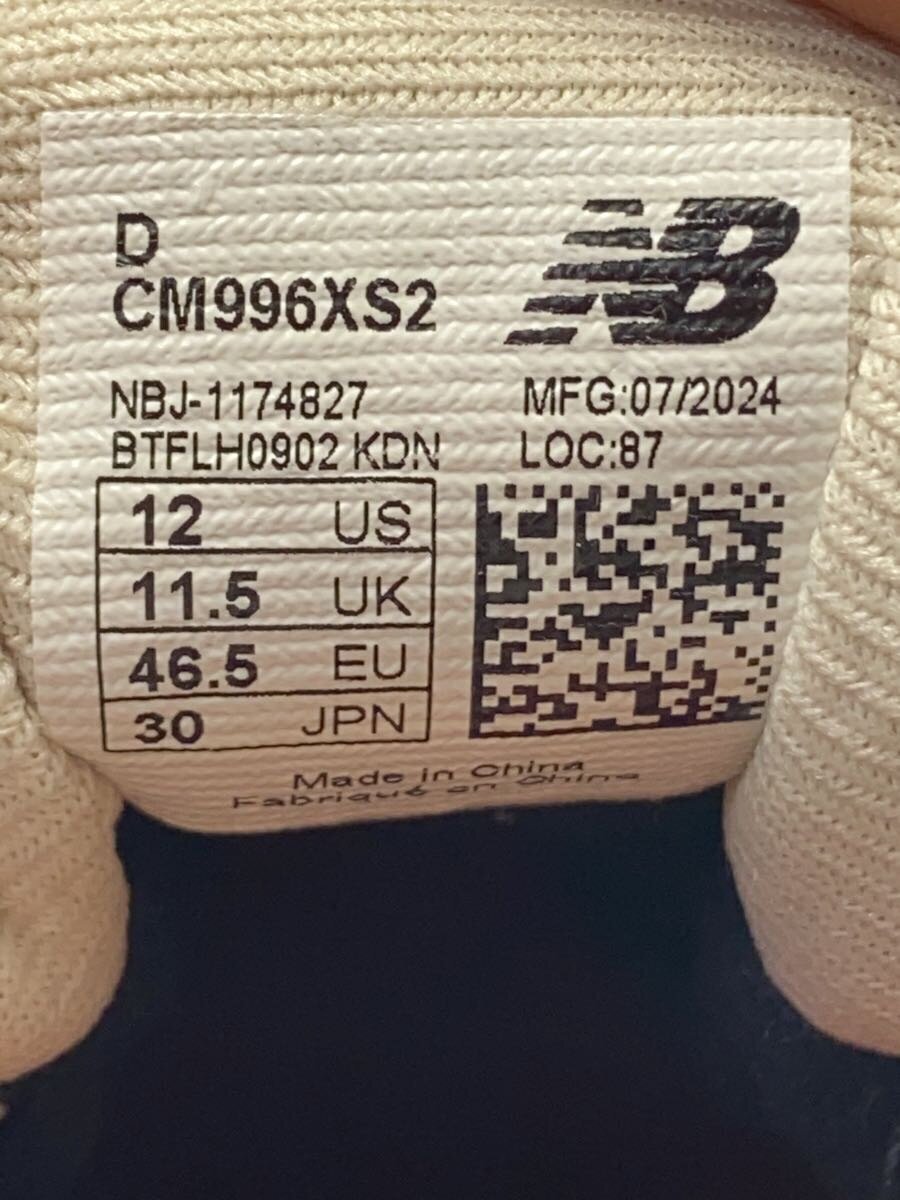 D
CM996XS2
NB
NBJ-1174827
MFG:07/2024
BTFLH0902 KDN
LOC:87
12 US
11.5 UK
46.5 EU
30 JPN
Made in China
Fabriqué en Chine